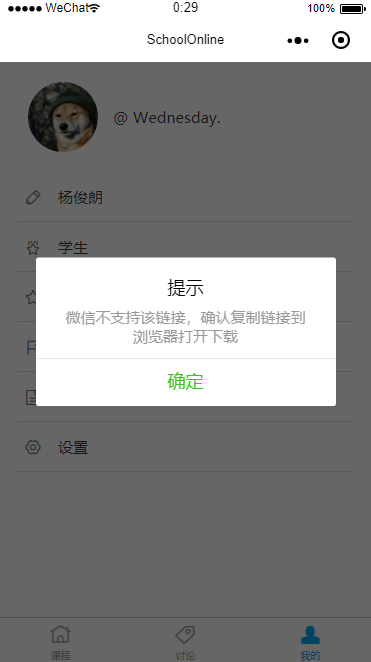 WeChat
0:29
100%
SchoolOnline
@ Wednesday.
杨俊朗
学生
提示
微信不支持该链接，确认复制链接到
浏览器打开下载
确定
设置
课程
讨论
我的